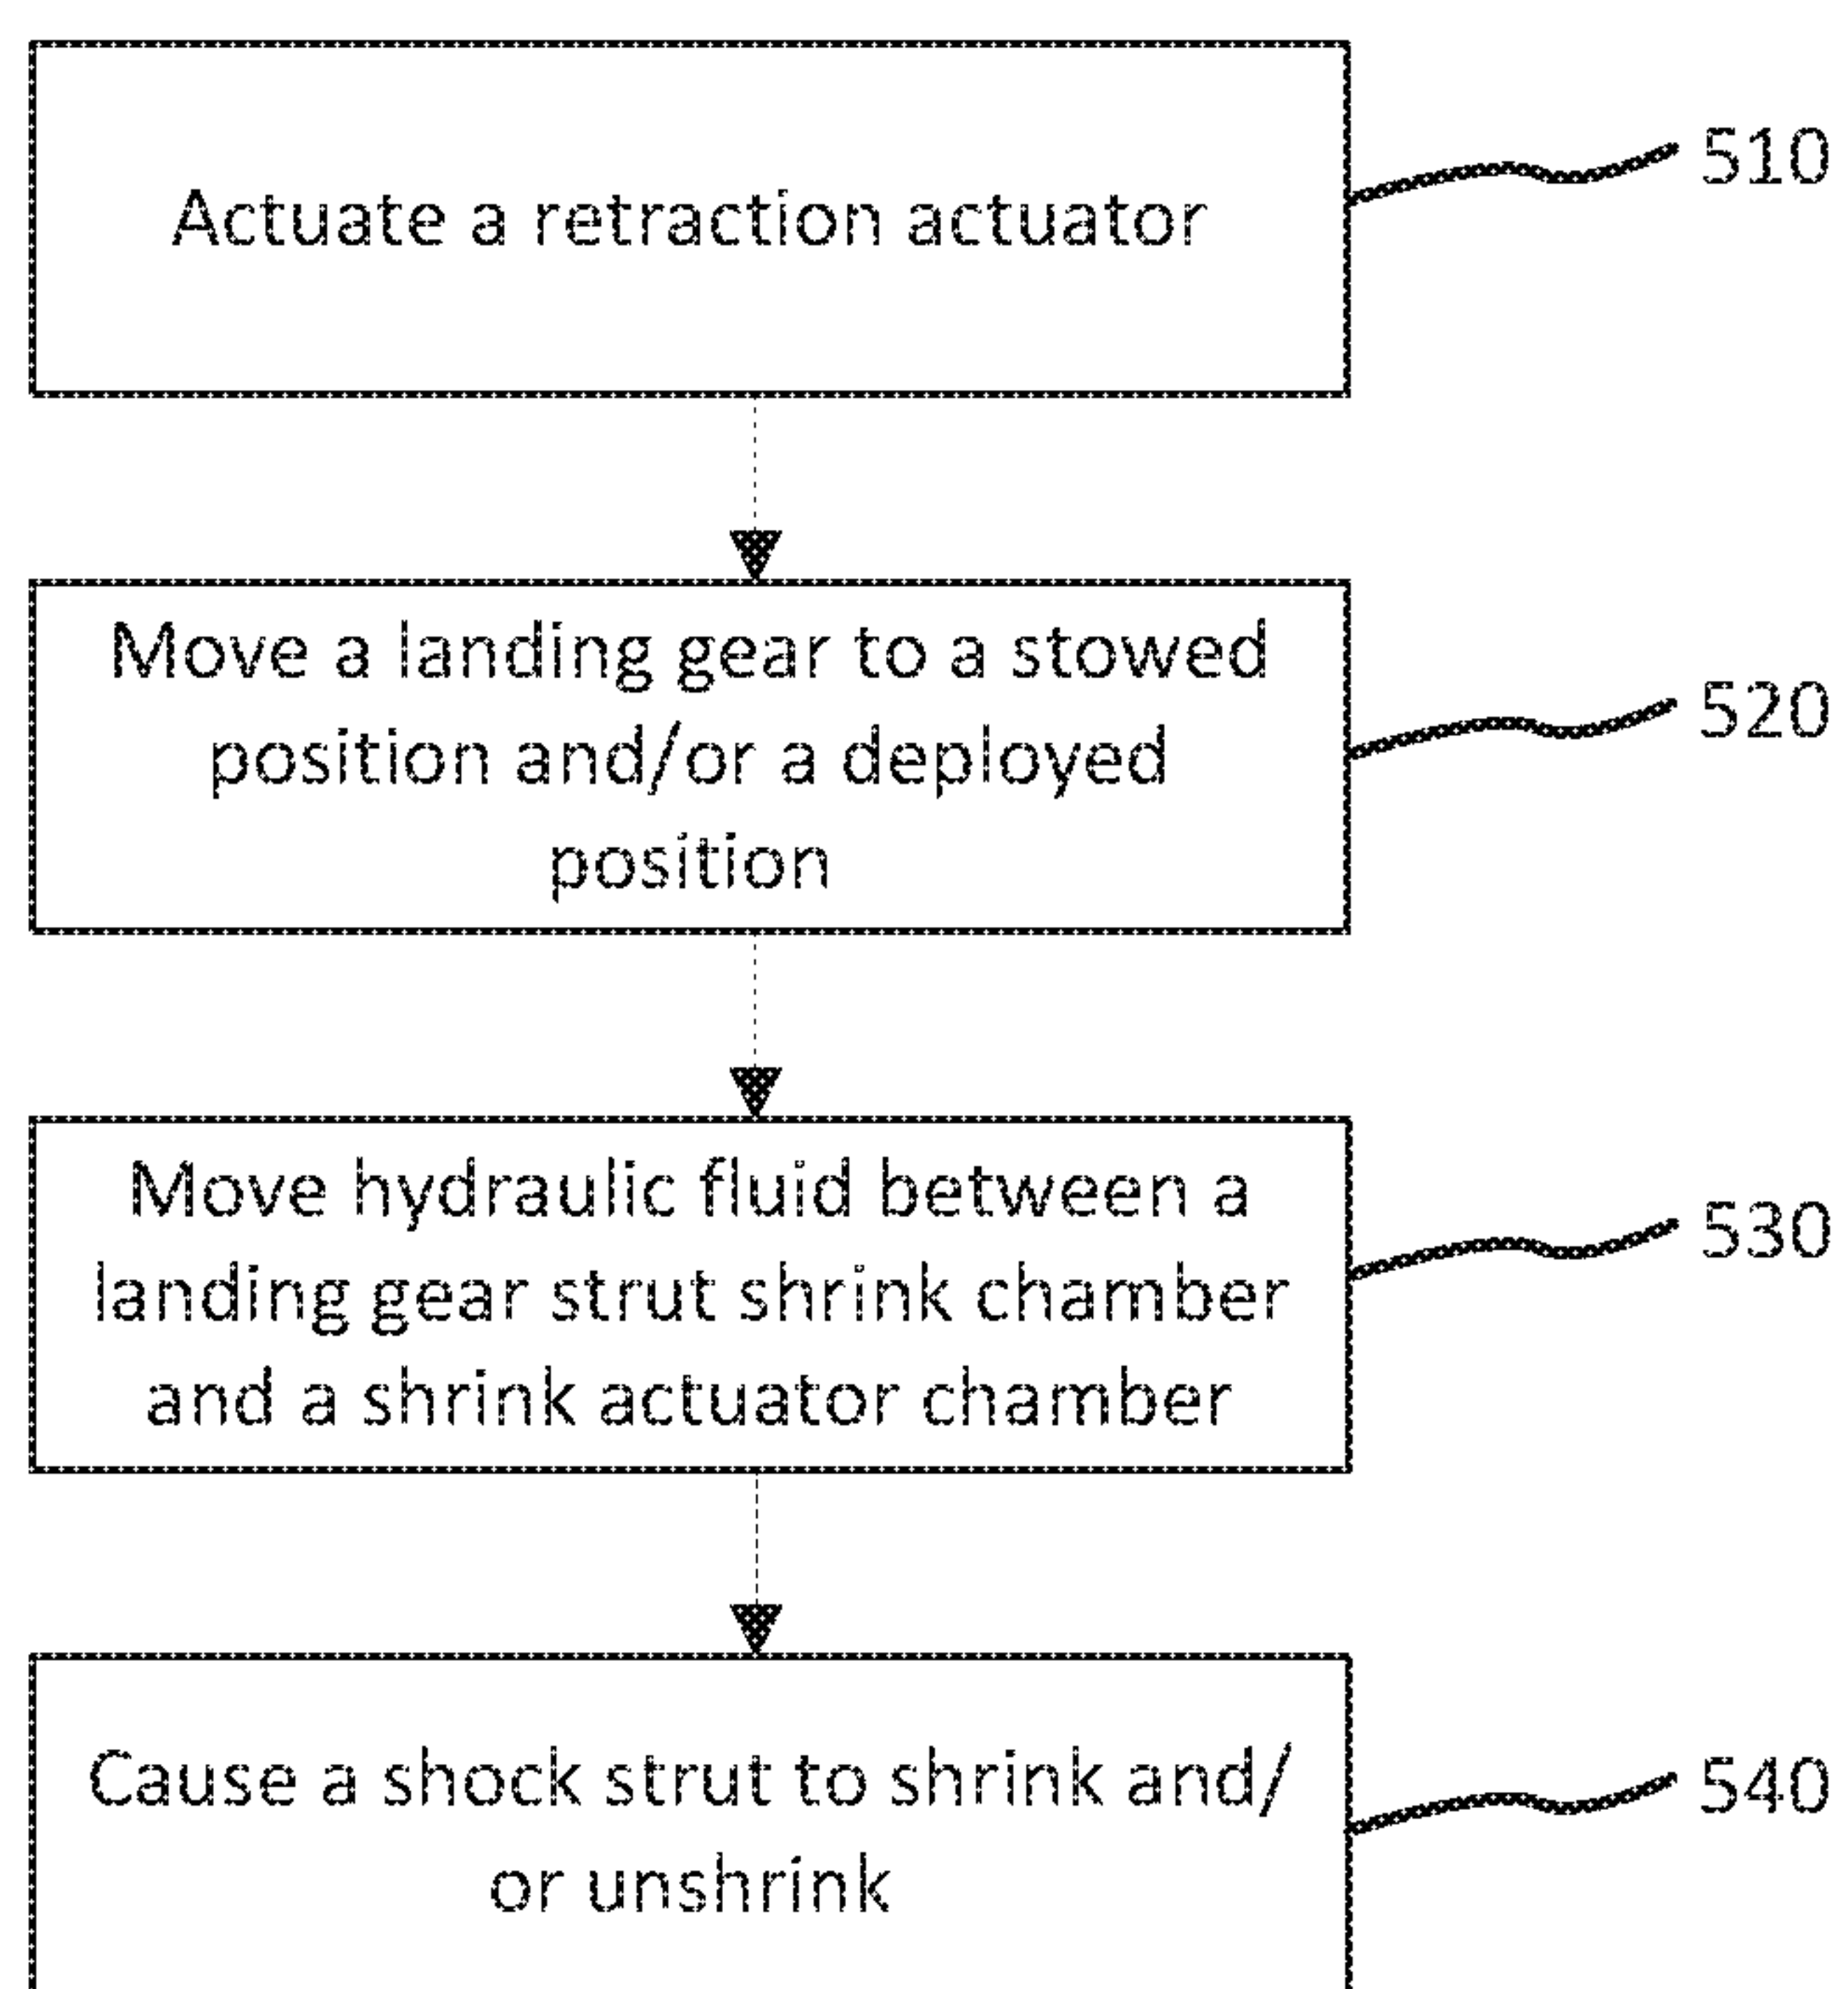 Actuate a retraction actuator
510
Move a landing gear to a stowed
position and/or a deployed
position
520
Move hydraulic fluid between a
landing gear strut shrink chamber
and a shrink actuator chamber
530
Cause a shock strut to shrink and/
or unshrink
540